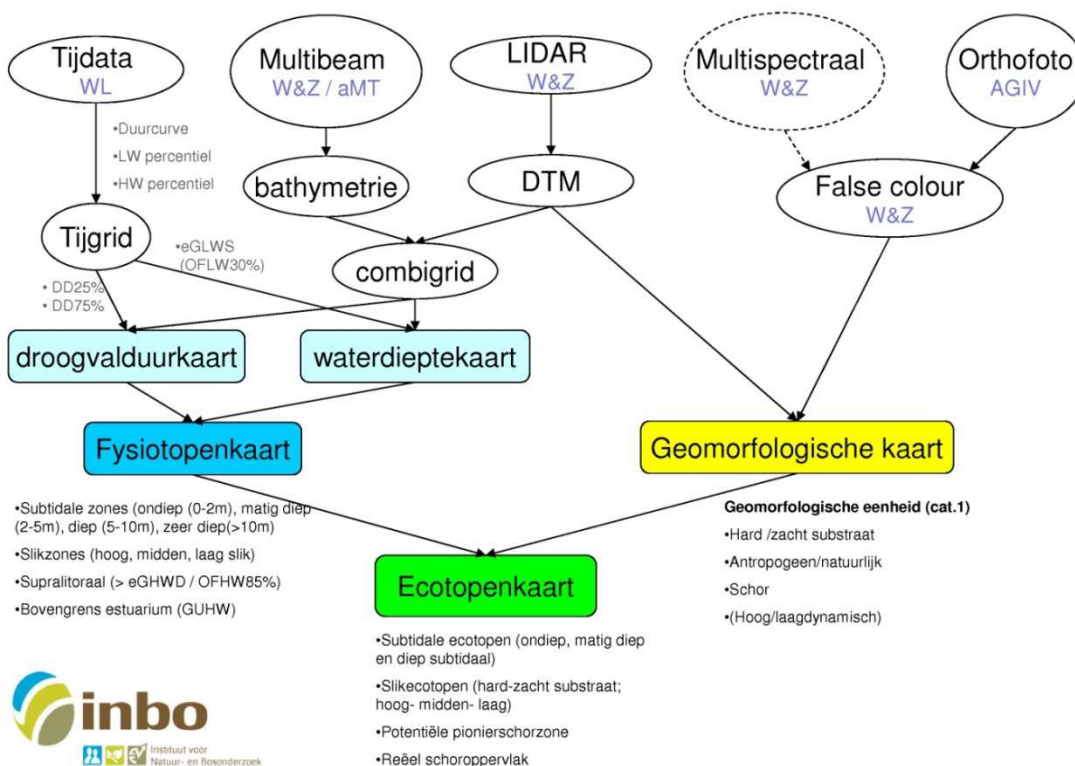 Tijdata
WL
Multibeam
W&Z / aMT
LIDAR
W&Z
Multispectraal
W&Z
Orthofoto
AGIV
•Duurcurve
•LW percentiel
•HW percentiel
bathymetrie
DTM
False colour
W&Z
Tijgrid
•eGLWS
(OFLW30%)
combigrid
• DD25%
• DD75%
droogvalduurkaart
waterdieptekaart
Fysiotopenkaart
Geomorfologische kaart
•Subtidale zones (ondiep (0-2m), matig diep
(2-5m), diep (5-10m), zeer diep(>10m)
•Slikzones (hoog, midden, laag slik)
•Supralitoraal (> eGHWD / OFHW85%)
•Bovengrens estuarium (GUHW)
Geomorfologische eenheid (cat.1)
•Hard /zacht substraat
•Antropogeen/natuurlijk
•Schor
•(Hoog/laagdynamisch)
Ecotopenkaart
•Subtidale ecotopen (ondiep, matig diep
en diep subtidaal)
•Slikecotopen (hard-zacht substraat;
hoog- midden- laag)
•Potentiële pionierschorzone
•Reëel schoroppervlak
inbo
Instituut voor
Natuur- en Bosonderzoek